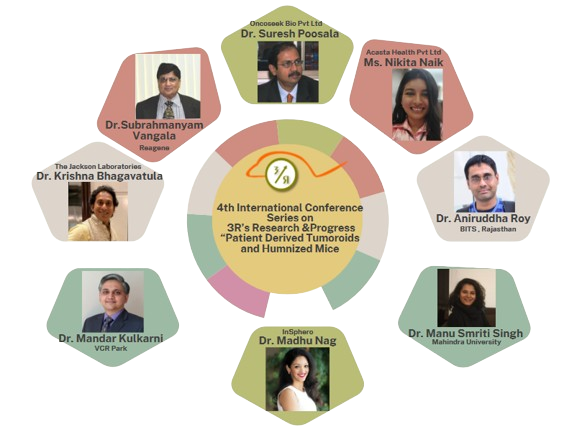 Oncoseek Bio Pvt Ltd
Dr. Suresh Poosala
Acasta Health Pvt Ltd
Ms. Nikita Naik
Dr.Subrahmanyam
Vangala
Reagene
The Jackson Laboratories
Dr. Krishna Bhagavatula
Dr. Aniruddha Roy
BITS , Rajasthan
4th International Conference
Series on
3R's Research &Progress
“Patient Derived Tumoroids
and Humnized Mice
Dr. Mandar Kulkarni
VCR Park
Dr. Manu Smriti Singh
Mahindra University
InSphero
Dr. Madhu Nag